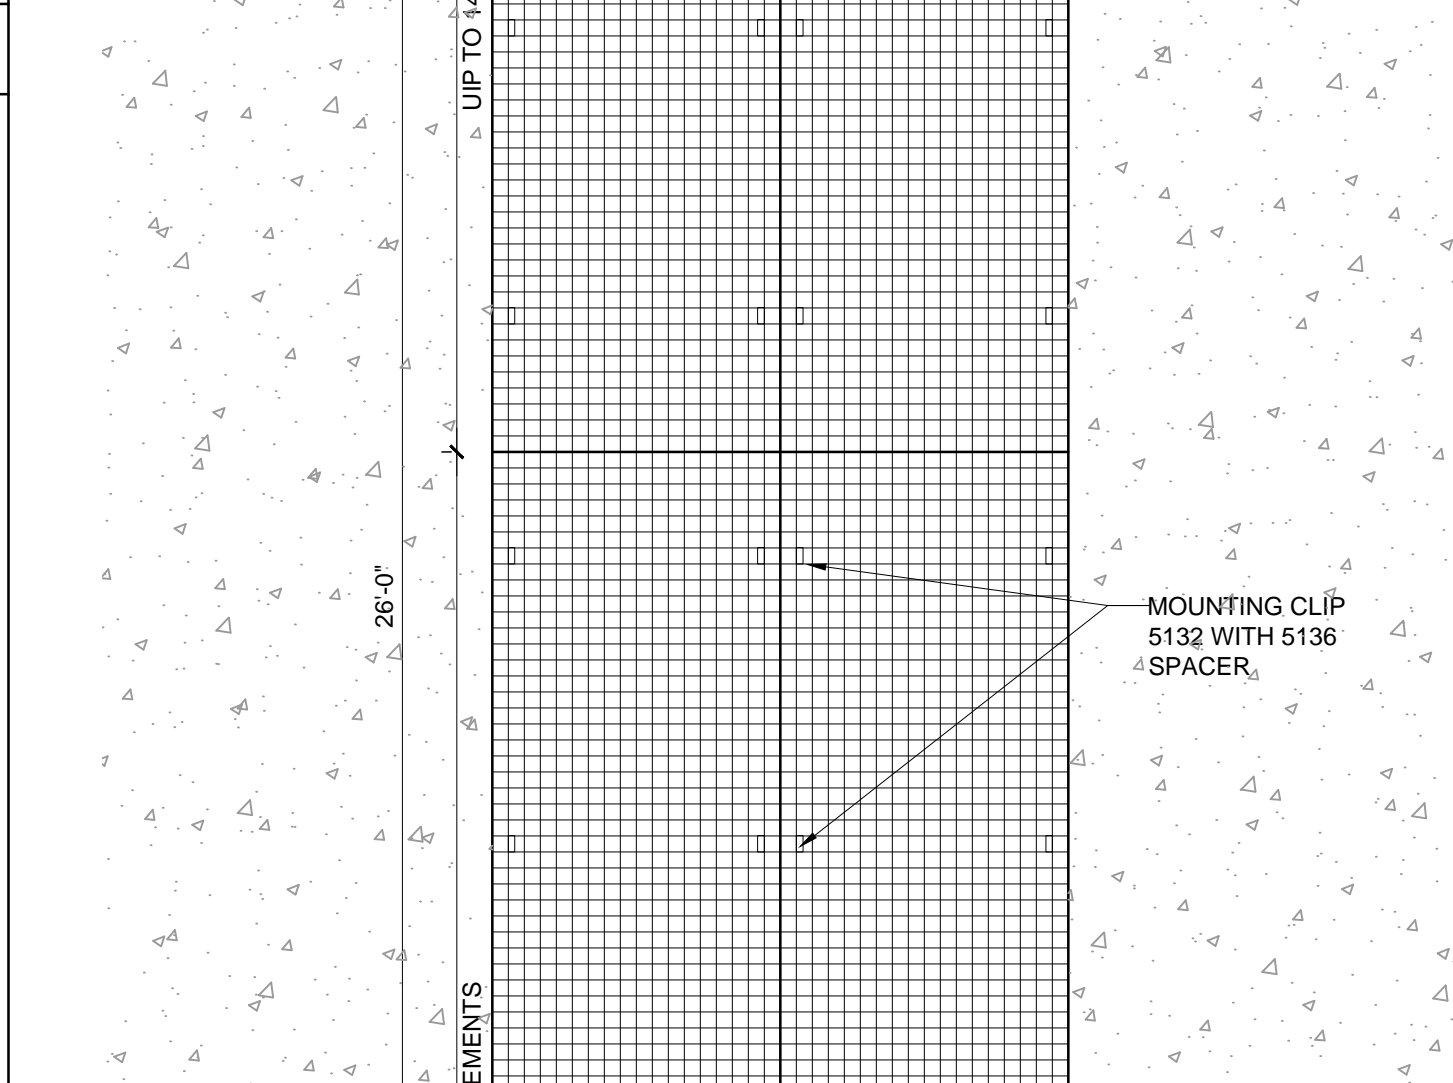 UIP TO
26'-0"
MOUNTING CLIP
5132 WITH 5136
SPACER
EMENTS